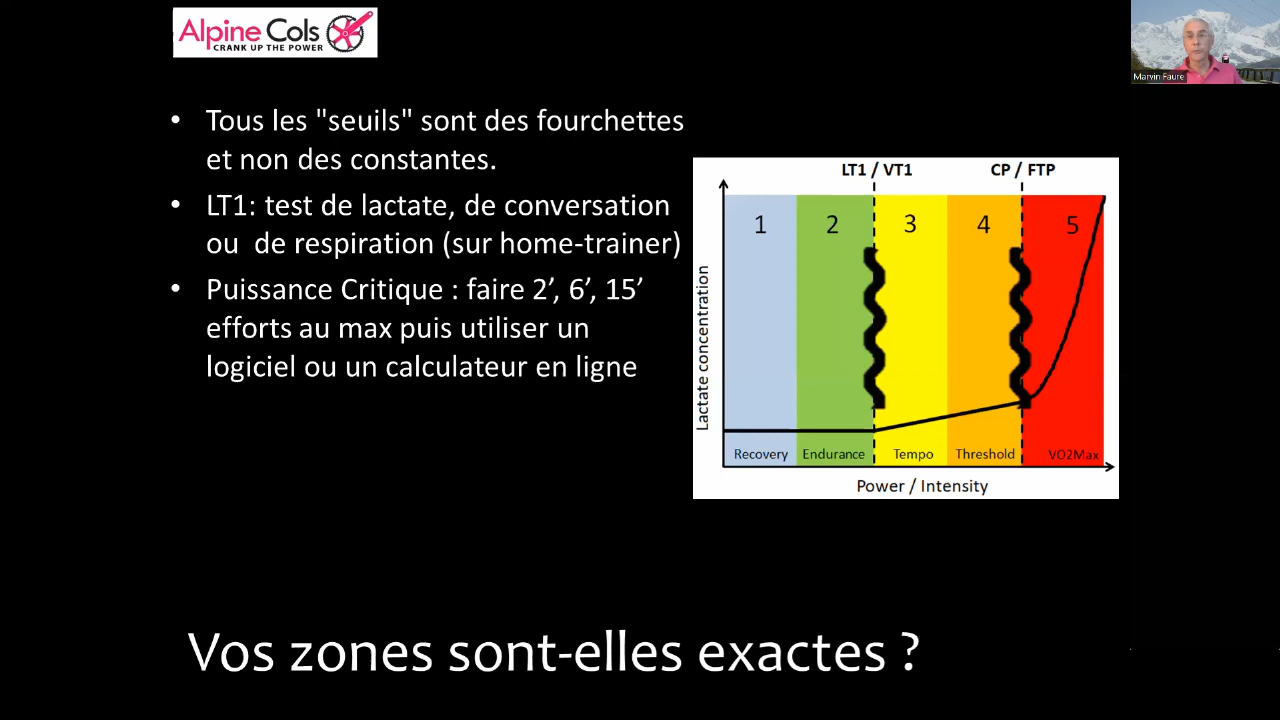 Alpine Cols
CRANK UP THE POWER
Marvin Faure
• Tous les "seuils" sont des fourchettes
et non des constantes.
• LT1: test de lactate, de conversation
ou de respiration (sur home-trainer)
• Puissance Critique : faire 2’, 6’, 15’
efforts au max puis utiliser un
logiciel ou un calculateur en ligne
LT1 / VT1 CP / FTP
1 2 3 4 5
Lactate concentration
Recovery Endurance Tempo Threshold VO2Max
Power / Intensity
Vos zones sont-elles exactes ?